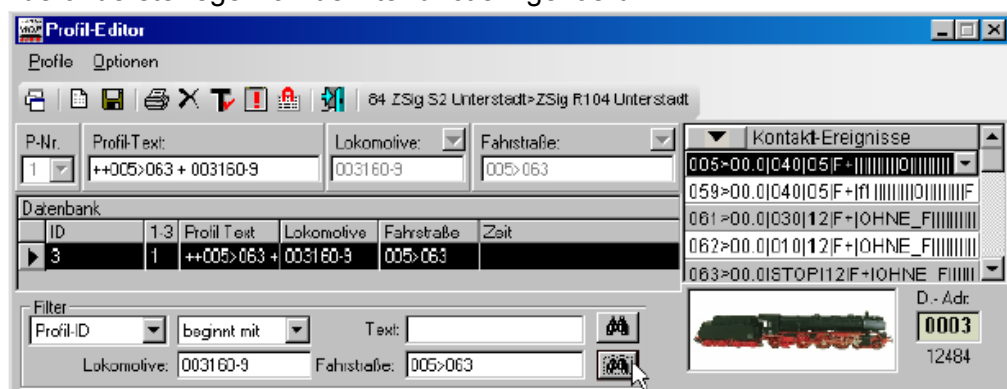 Profil-Editor
Profile Optionen
84 ZSig S2 Unterstadt>ZSig R104 Unterstadt
P-Nr. Profil-Text: Lokomotive: Fahrstraße:
1 ++005>063 + 003160-9 003160-9 005>063
Kontakt-Ereignisse
005>00.0|040|05|F+|||||||||0||||||||
059>00.0|040|05|F+|f1 ||||||||0|||||||F
061>00.0|030|12|F+|OHNE_F|||||||||
062>00.0|010|12|F+|OHNE_F|||||||||
063>00.0|STOP|12|F+|OHNE_F|||||
Datenbank
ID 1-3 Profil Text Lokomotive Fahrstraße Zeit
3 1 ++005>063 + 003160-9 005>063
Filter
Profil-ID beginnt mit Text:
Lokomotive: 003160-9 Fahrstraße: 005>063
D.- Adr.
0003
12484